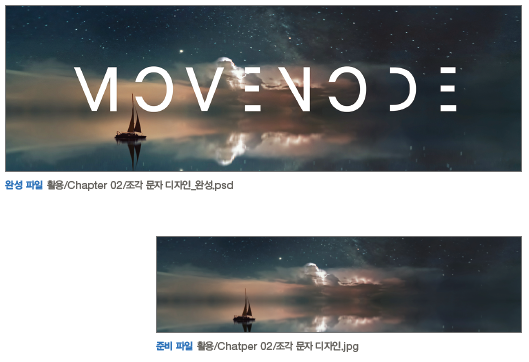 MOVENODE
완성 파일 활용/Chapter 02/조각 문자 디자인_완성.psd
준비 파일 활용/Chatper 02/조각 문자 디자인.jpg